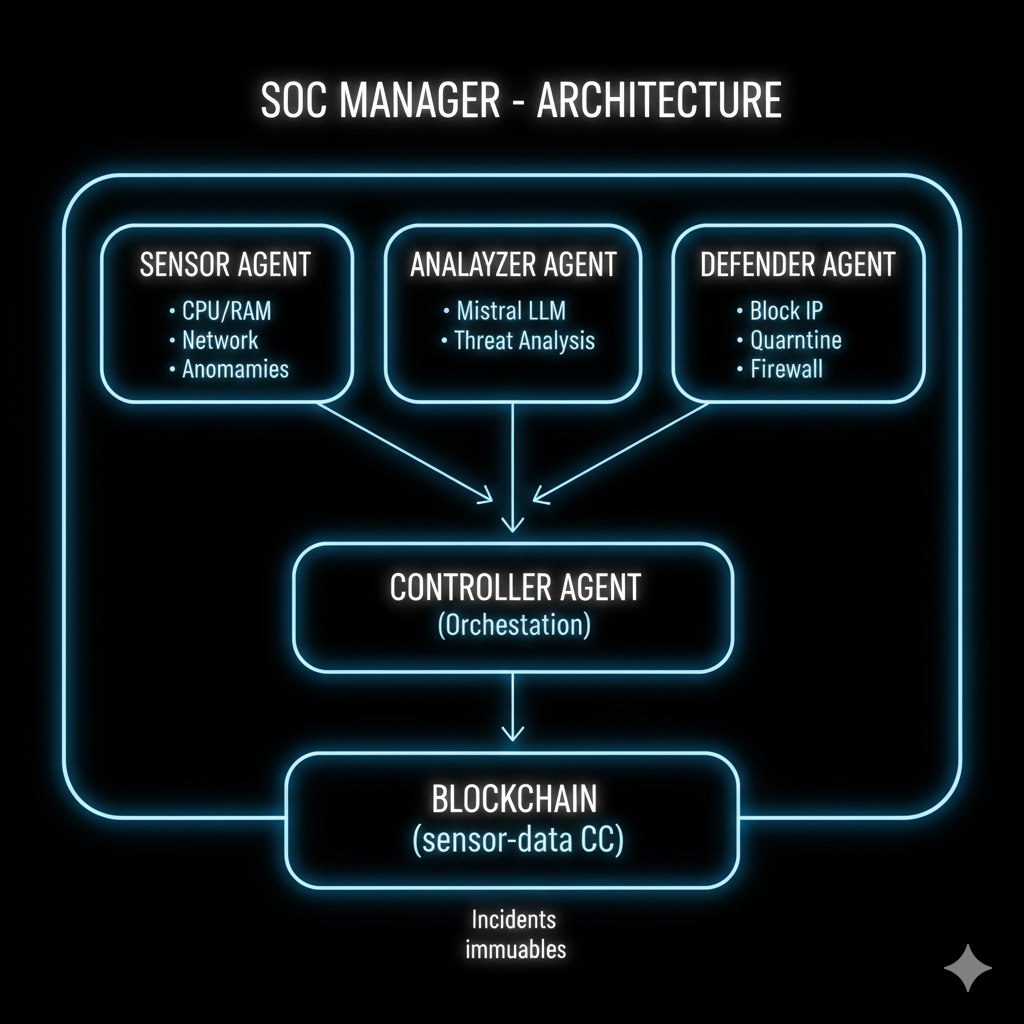 SOC MANAGER - ARCHITECTURE
SENSOR AGENT
• CPU/RAM
• Network
• Anomamies
ANALAYZER AGENT
• Mistral LLM
• Threat Analysis
DEFENDER AGENT
• Block IP
• Quarntine
• Firewall
CONTROLLER AGENT
(Orchestation)
BLOCKCHAIN
(sensor-data CC)
Incidents
immuables